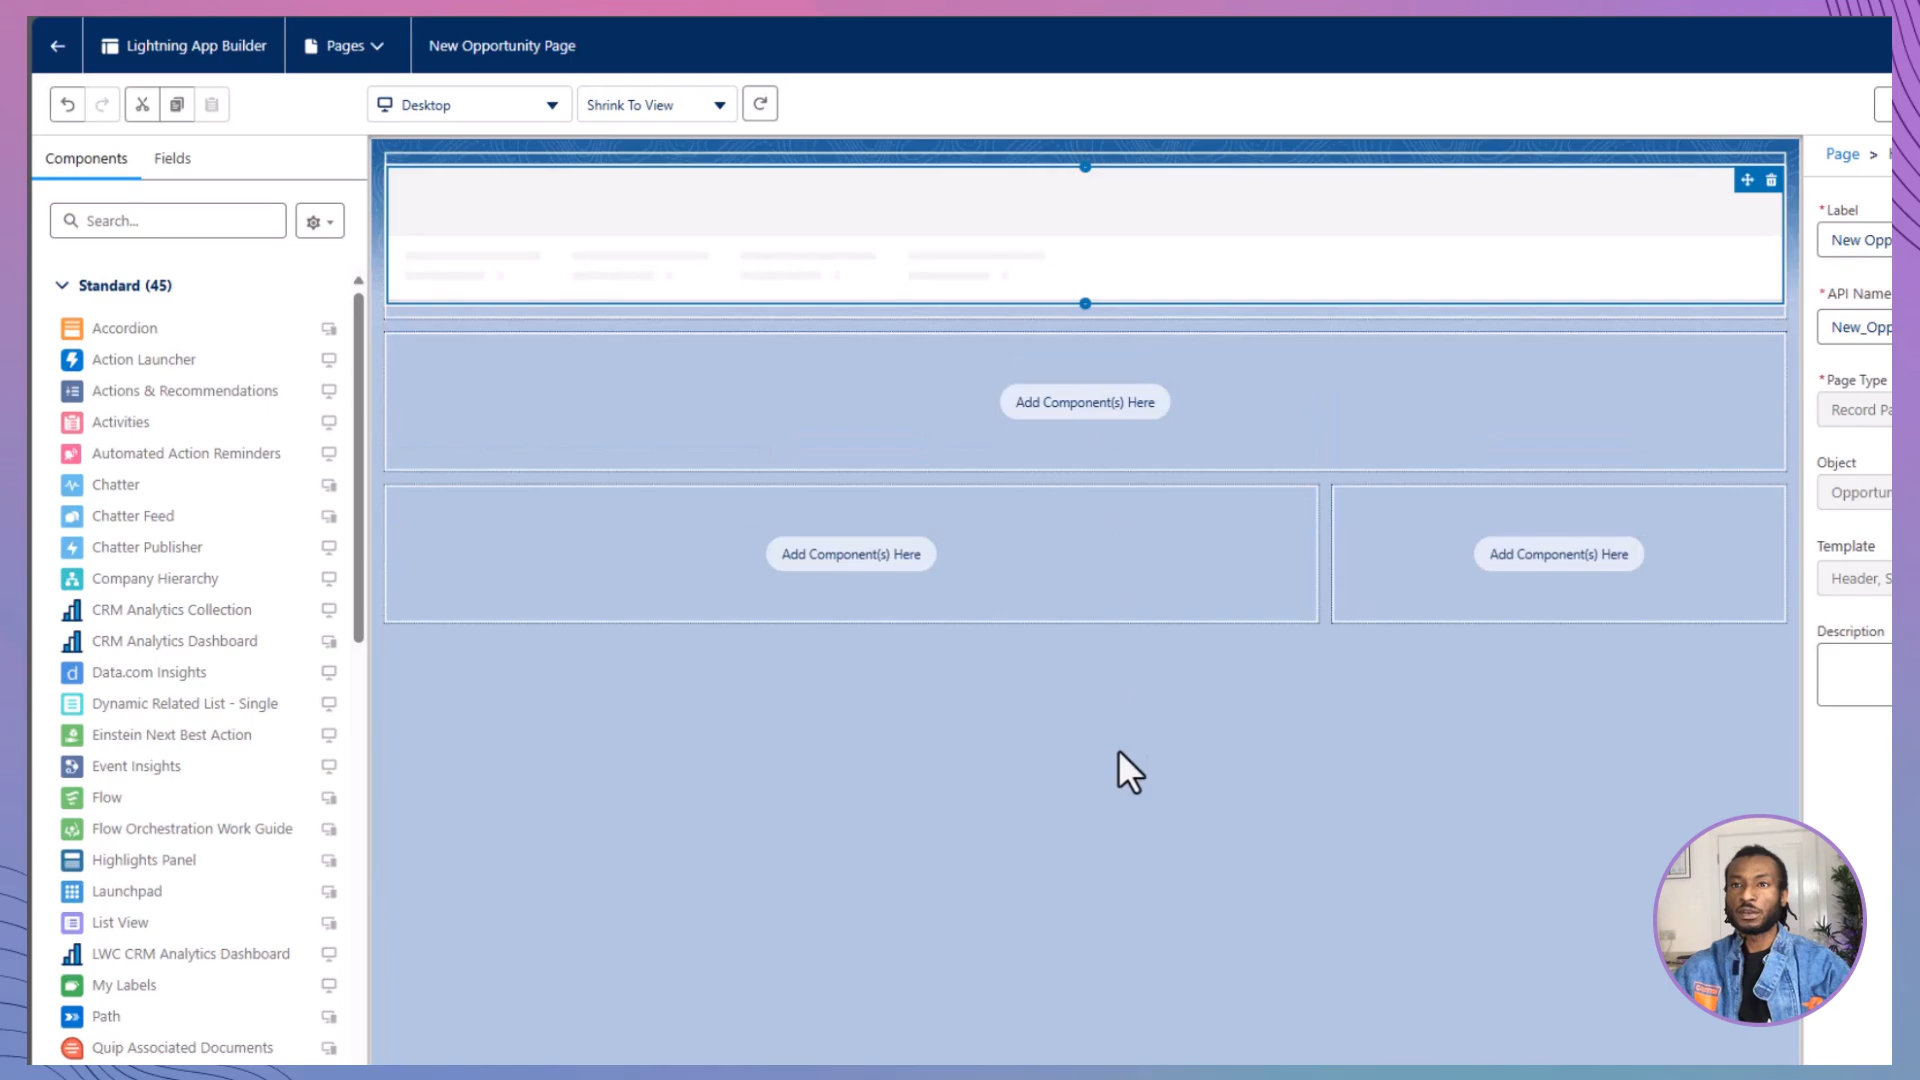 Lightning App Builder
Pages
New Opportunity Page
Desktop
Shrink To View
Components
Fields
Search...
Standard (45)
Accordion
Action Launcher
Actions & Recommendations
Activities
Automated Action Reminders
Chatter
Chatter Feed
Chatter Publisher
Company Hierarchy
CRM Analytics Collection
CRM Analytics Dashboard
Data.com Insights
Dynamic Related List - Single
Einstein Next Best Action
Event Insights
Flow
Flow Orchestration Work Guide
Highlights Panel
Launchpad
List View
LWC CRM Analytics Dashboard
My Labels
Path
Quip Associated Documents
Add Component(s) Here
Add Component(s) Here
Add Component(s) Here
Page >
*Label
New Opp
*API Name
New_Opp
*Page Type
Record Pa
Object
Opportun
Template
Header, S
Description